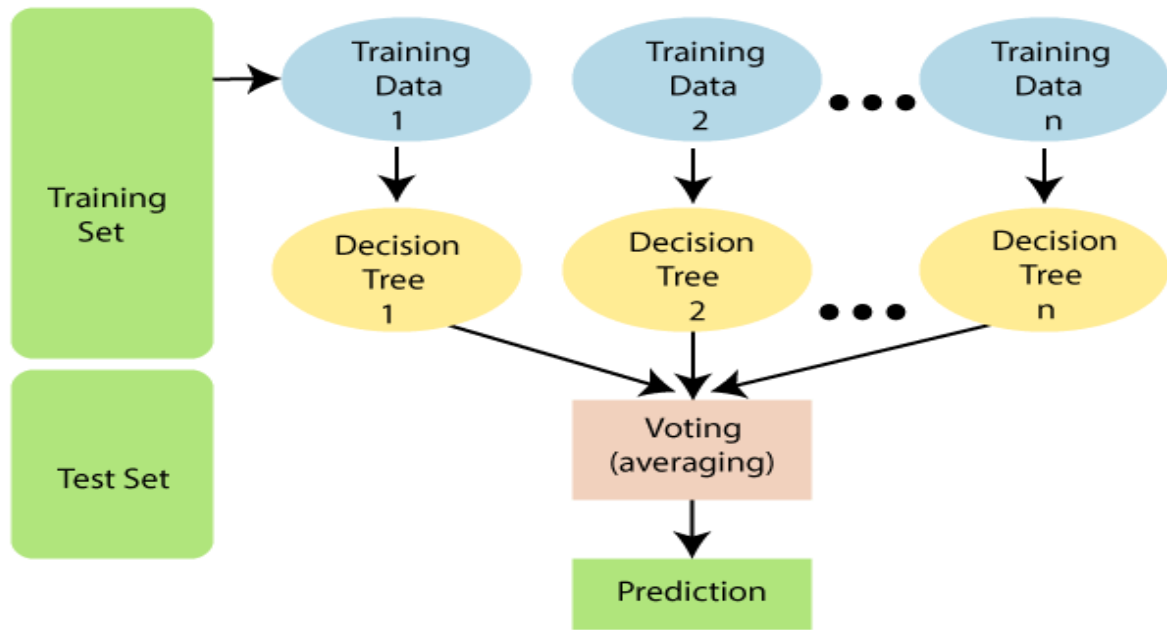 Training
Set
Test Set
Training
Data
1
Training
Data
2
Training
Data
n
Decision
Tree
1
Decision
Tree
2
Decision
Tree
n
Voting
(averaging)
Prediction